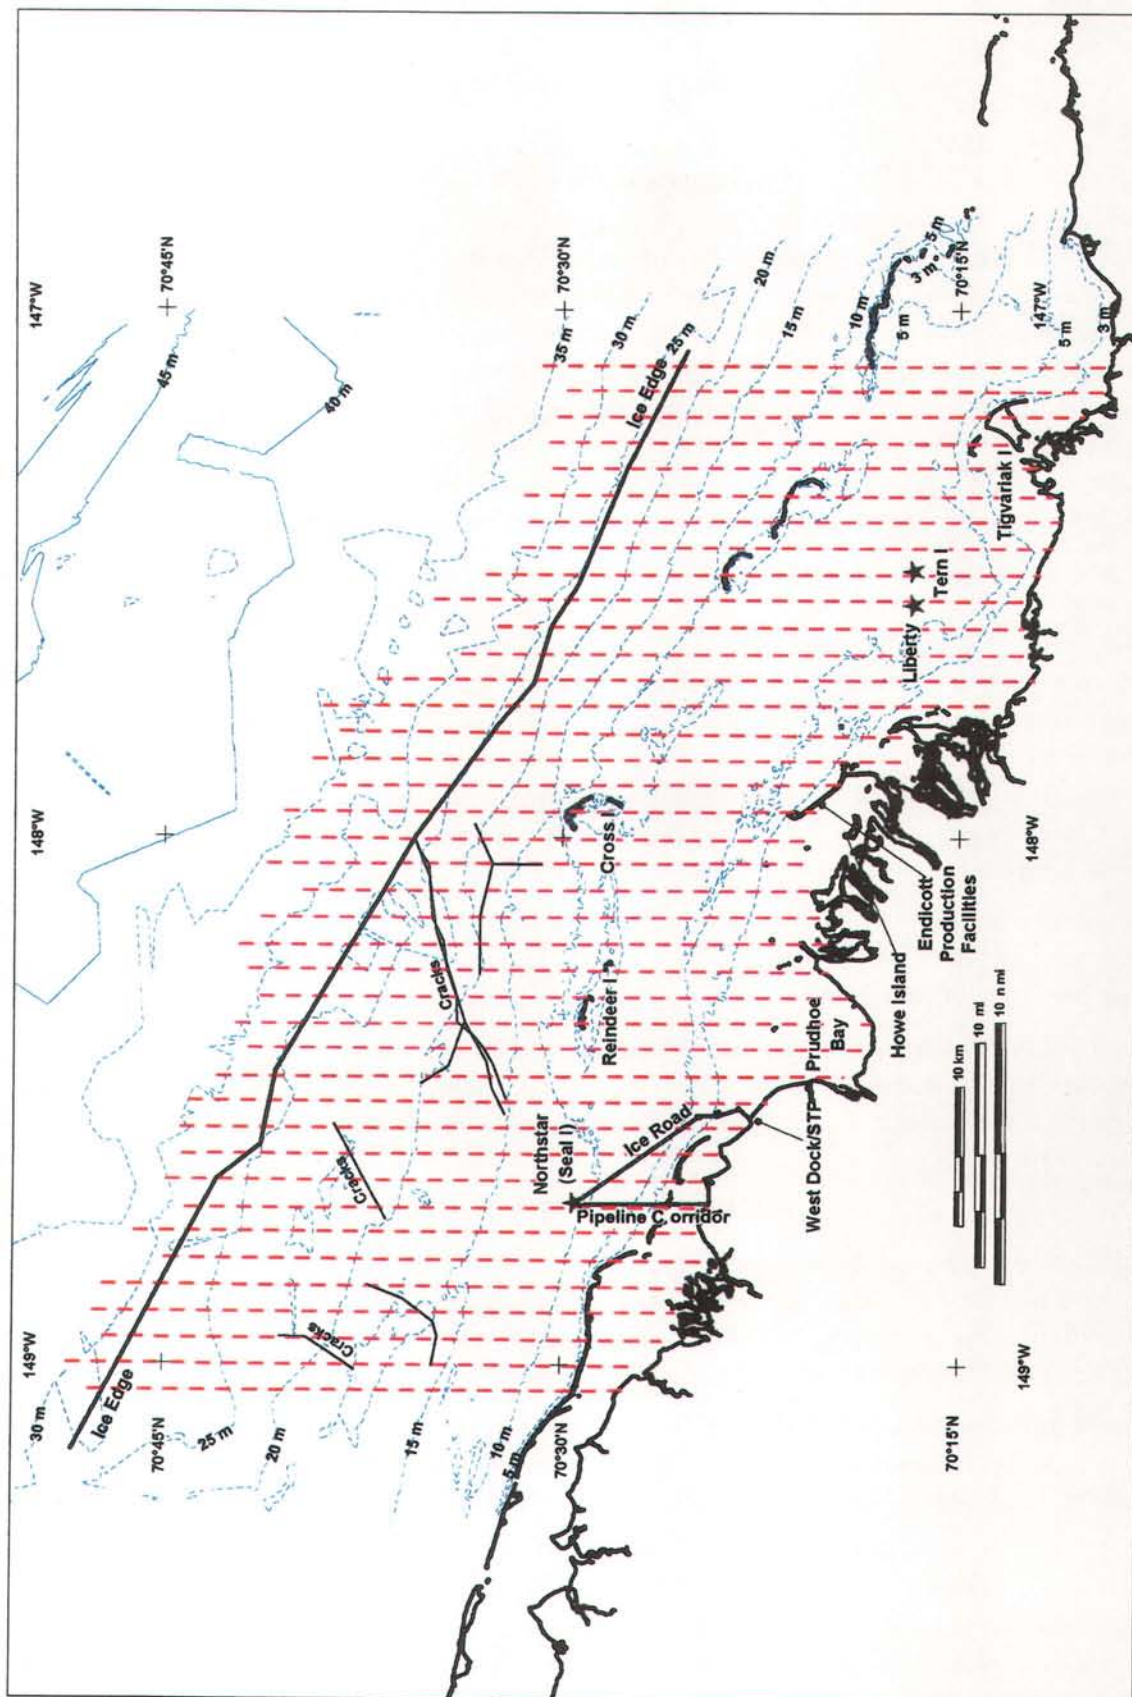 149°W
148°W
147°W
30 m
Ice Edge
70°45'N
25 m
20 m
15 m
10 m
5 m
70°30'N
70°15'N
149°W
Cracks
Cracks
Cracks
45 m
40 m
70°45'N
35 m
70°30'N
30 m
Ice Edge
25 m
20 m
15 m
10 m
5 m
5 m
3 m
70°15'N
147°W
5 m
3 m
Northstar
(Seal I)
Pipeline Corridor
Ice Road
Reindeer I
Cross I
West Dock/STP
Prudhoe
Bay
Howe Island
Endicott
Production
Facilities
Liberty
Tern I
Tigvariak I
148°W
10 km
10 mi
10 n mi